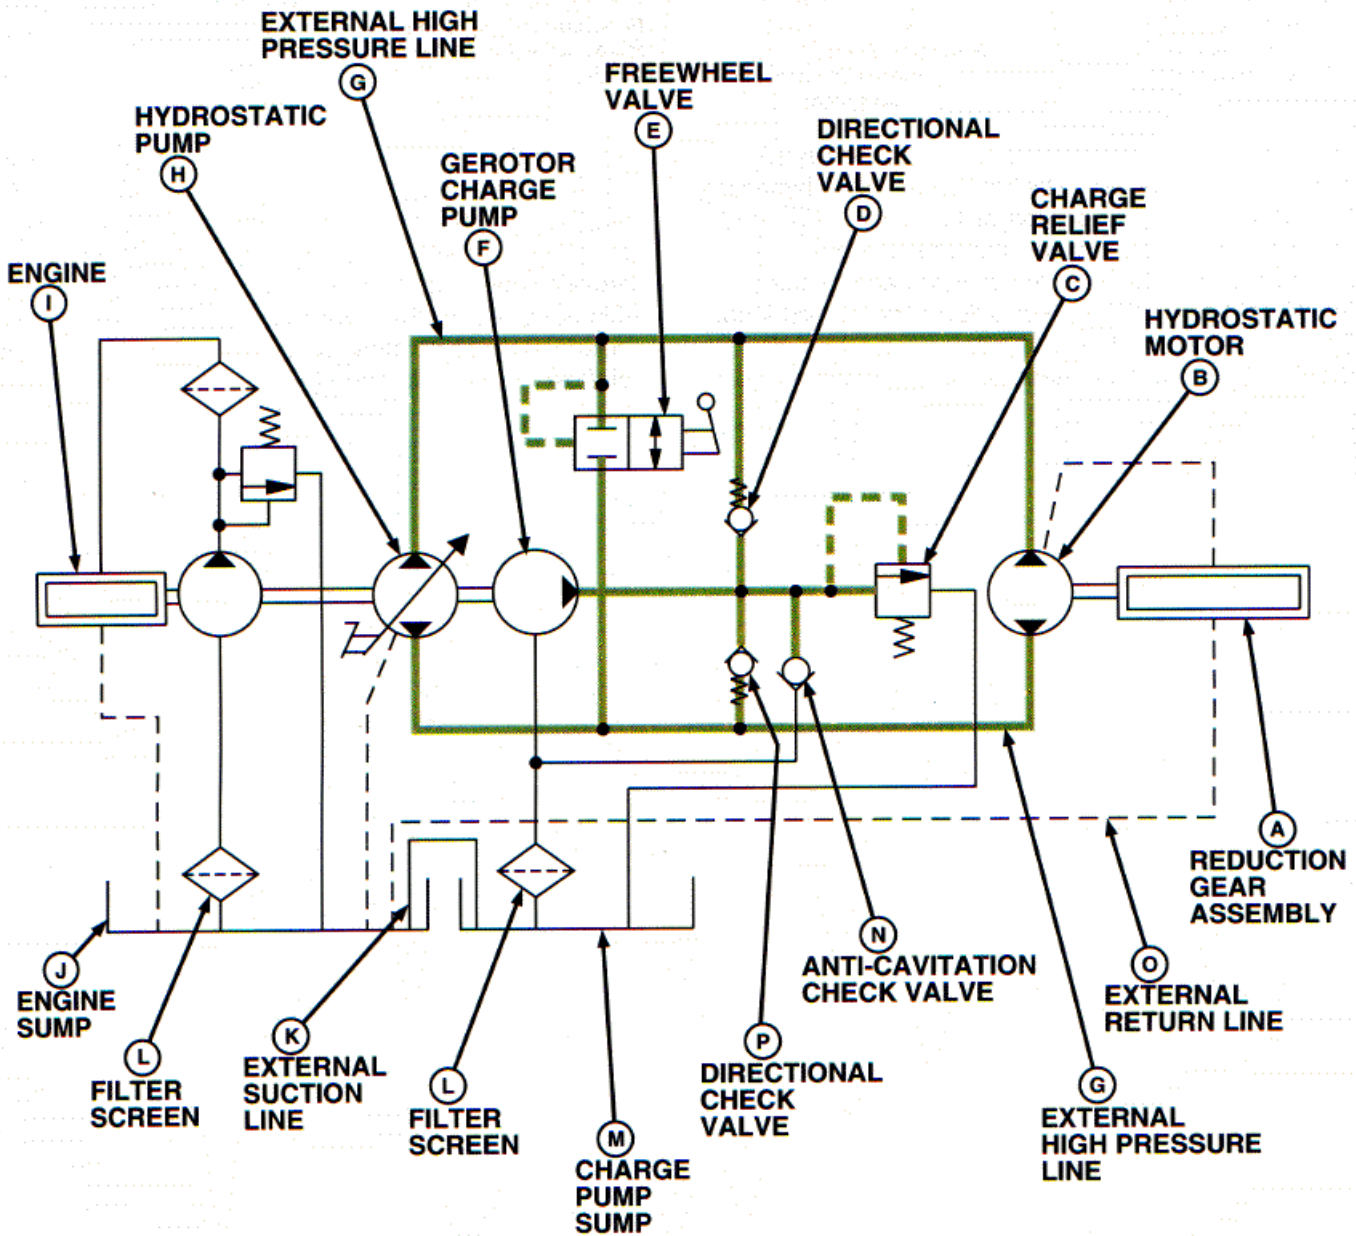 EXTERNAL HIGH
PRESSURE LINE
G
FREEWHEEL
VALVE
E
HYDROSTATIC
PUMP
H
DIRECTIONAL
CHECK
VALVE
D
GEROTOR
CHARGE
PUMP
F
CHARGE
RELIEF
VALVE
C
ENGINE
I
HYDROSTATIC
MOTOR
B
A
REDUCTION
GEAR
ASSEMBLY
J
ENGINE
SUMP
L
FILTER
SCREEN
K
EXTERNAL
SUCTION
LINE
L
FILTER
SCREEN
M
CHARGE
PUMP
SUMP
P
DIRECTIONAL
CHECK
VALVE
N
ANTI-CAVITATION
CHECK VALVE
O
EXTERNAL
RETURN LINE
G
EXTERNAL
HIGH PRESSURE
LINE